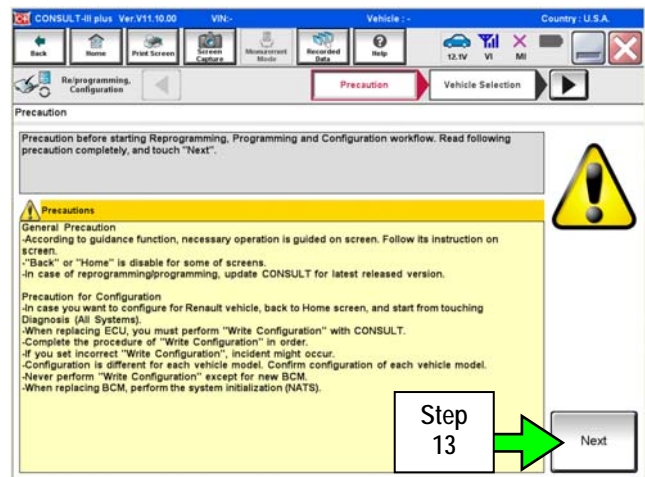 CONSULT-III plus Ver.V11.10.00 VIN:- Vehicle : - Country : U.S.A.
Back Home Print Screen Screen Capture Measurement Mode Recorded Data Help 12.1V VI MI
Re/programming, Configuration Precaution Vehicle Selection
Precaution
Precaution before starting Reprogramming, Programming and Configuration workflow. Read following
precaution completely, and touch "Next".
Precautions
General Precaution
-According to guidance function, necessary operation is guided on screen. Follow its instruction on
screen.
-"Back" or "Home" is disable for some of screens.
-In case of reprogramming/programming, update CONSULT for latest released version.
Precaution for Configuration
-In case you want to configure for Renault vehicle, back to Home screen, and start from touching
Diagnosis (All Systems).
-When replacing ECU, you must perform "Write Configuration" with CONSULT.
-Complete the procedure of "Write Configuration" in order.
-If you set incorrect "Write Configuration", incident might occur.
-Configuration is different for each vehicle model. Confirm configuration of each vehicle model.
-Never perform "Write Configuration" except for new BCM.
-When replacing BCM, perform the system initialization (NATS).
Step
13
Next